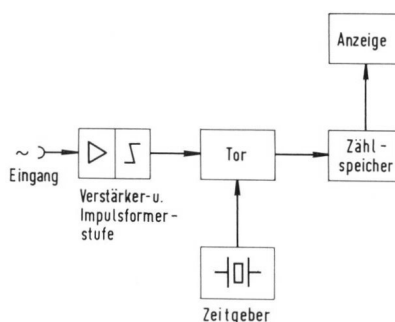 Anzeige
Eingang
Verstärker-u.
Impulsformer-
stufe
Tor
Zähl-
speicher
Zeitgeber